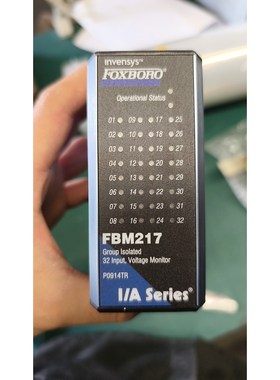 invensys™
FOXBORO
Operational Status
01 09 17 25
02 10 18 26
03 11 19 27
04 12 20 28
05 13 21 29
06 14 22 30
07 15 23 31
08 16 24 32
FBM217
Group Isolated
32 Input, Voltage Monitor
P0914TR
I/A Series®